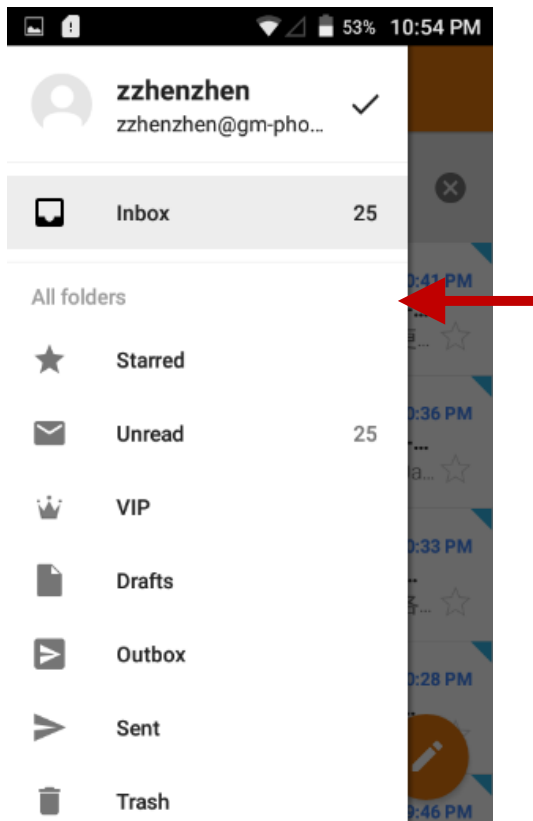 53% 10:54 PM
zzhenzhen
zzhenzhen@gm-pho...
Inbox 25
All folders
0:41 PM
Starred
Unread 25
0:36 PM
a...
VIP
0:33 PM
Drafts
Outbox
0:28 PM
Sent
Trash
9:46 PM